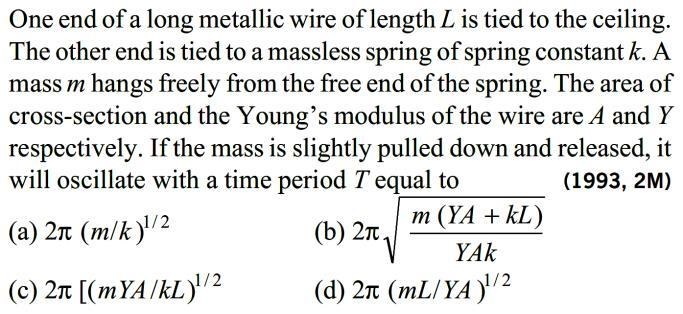 One end of a long metallic wire of length L is tied to the ceiling.
The other end is tied to a massless spring of spring constant k. A
mass m hangs freely from the free end of the spring. The area of
cross-section and the Young's modulus of the wire are A and Y
respectively. If the mass is slightly pulled down and released, it
will oscillate with a time period T equal to (1993, 2M)
(a) 2π (m/k)^1/2 (b) 2π √(m (YA + kL) / YAk)
(c) 2π [(mYA/kL)^1/2 (d) 2π (mL/YA)^1/2